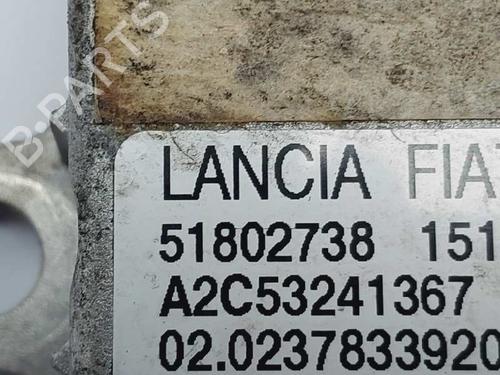 B-PARTS
LANCIA FIAT
51802738 151
A2C53241367
02.0237833920